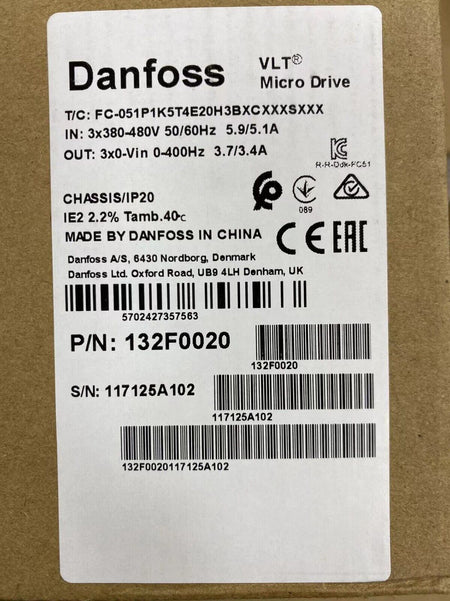 Danfoss
VLT®
Micro Drive
T/C: FC-051P1K5T4E20H3BXCXXXSXXX
IN: 3x380-480V 50/60Hz 5.9/5.1A
OUT: 3x0-Vin 0-400Hz 3.7/3.4A
R-R-Ddk-FC51
CHASSIS/IP20
IE2 2.2% Tamb.40°C
089
MADE BY DANFOSS IN CHINA
CE EAC
Danfoss A/S, 6430 Nordborg, Denmark
Danfoss Ltd. Oxford Road, UB9 4LH Denham, UK
5702427357563
P/N: 132F0020
132F0020
S/N: 117125A102
117125A102
132F0020117125A102